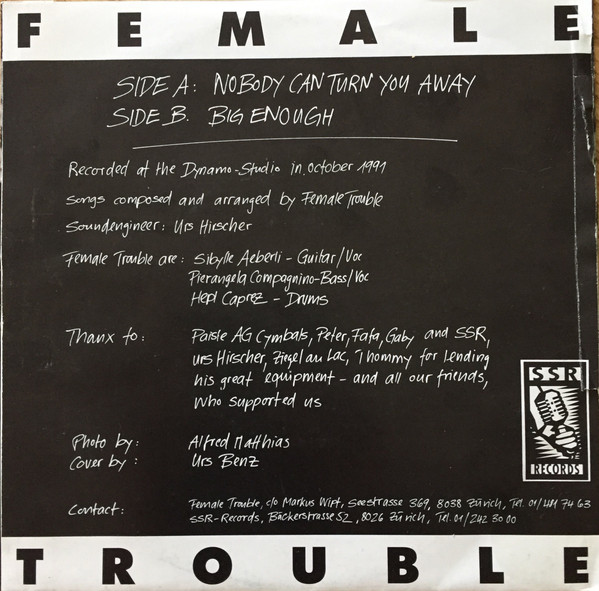 FEMALE
SIDE A: NOBODY CAN TURN YOU AWAY
SIDE B: BIG ENOUGH
Recorded at the Dynamo-Studio in october 1991
songs composed and arranged by Female Trouble
Soundengineer: Urs Hirscher
Female Trouble are: Sibylle Aeberli - Guitar/Voc
Pierangela Compagnino-Bass/Voc
Hepl Caprez - Drums
Thanx to: Paiste AG Cymbals, Peter, Fafa, Gaby and SSR,
urs Hirscher, Ziegel au Lac, Thommy for lending
his great equipment - and all our friends,
who supported us
SSR
RECORDS
Photo by: Alfred Matthias
Cover by: Urs Benz
Contact: Female Trouble, c/o Markus Wipf, Seestrasse 369, 8038 Zürich, Tel. 01/481 74 63
SSR-Records, Bäckerstrasse 52, 8026 Zürich, Tel. 01/242 30 00
TROUBLE